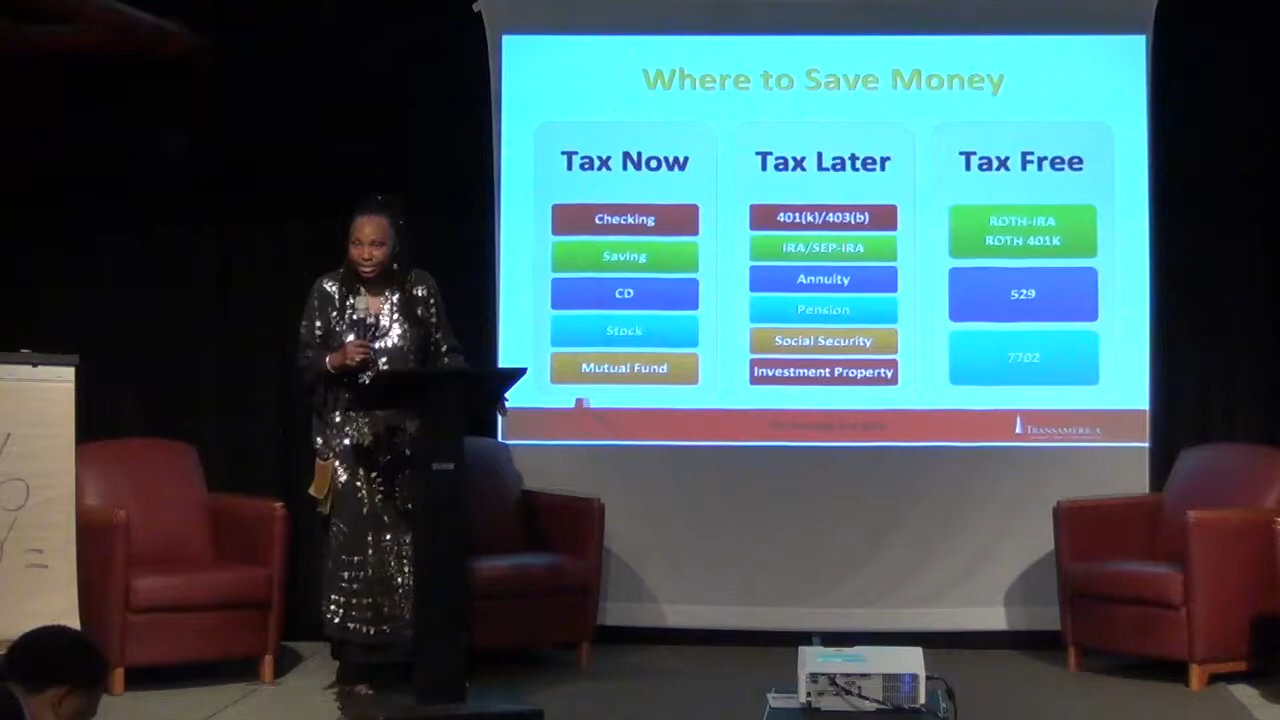 Where to Save Money
Tax Now
Checking
Saving
CD
Stock
Mutual Fund
Tax Later
401(k)/403(b)
IRA/SEP-IRA
Annuity
Pension
Social Security
Investment Property
Tax Free
ROTH-IRA
ROTH 401K
529
7702
TRANSAMERICA